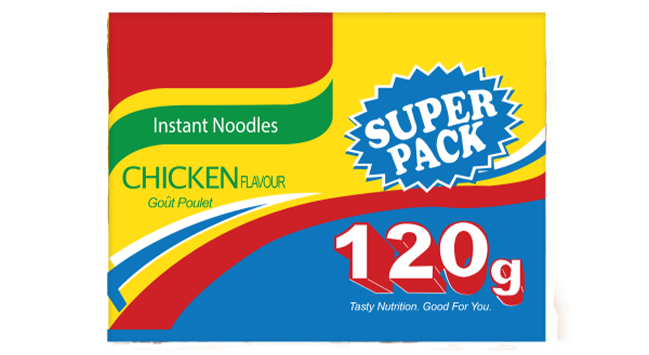 Instant Noodles
CHICKEN FLAVOUR
Goût Poulet
SUPER
PACK
120g
Tasty Nutrition. Good For You.